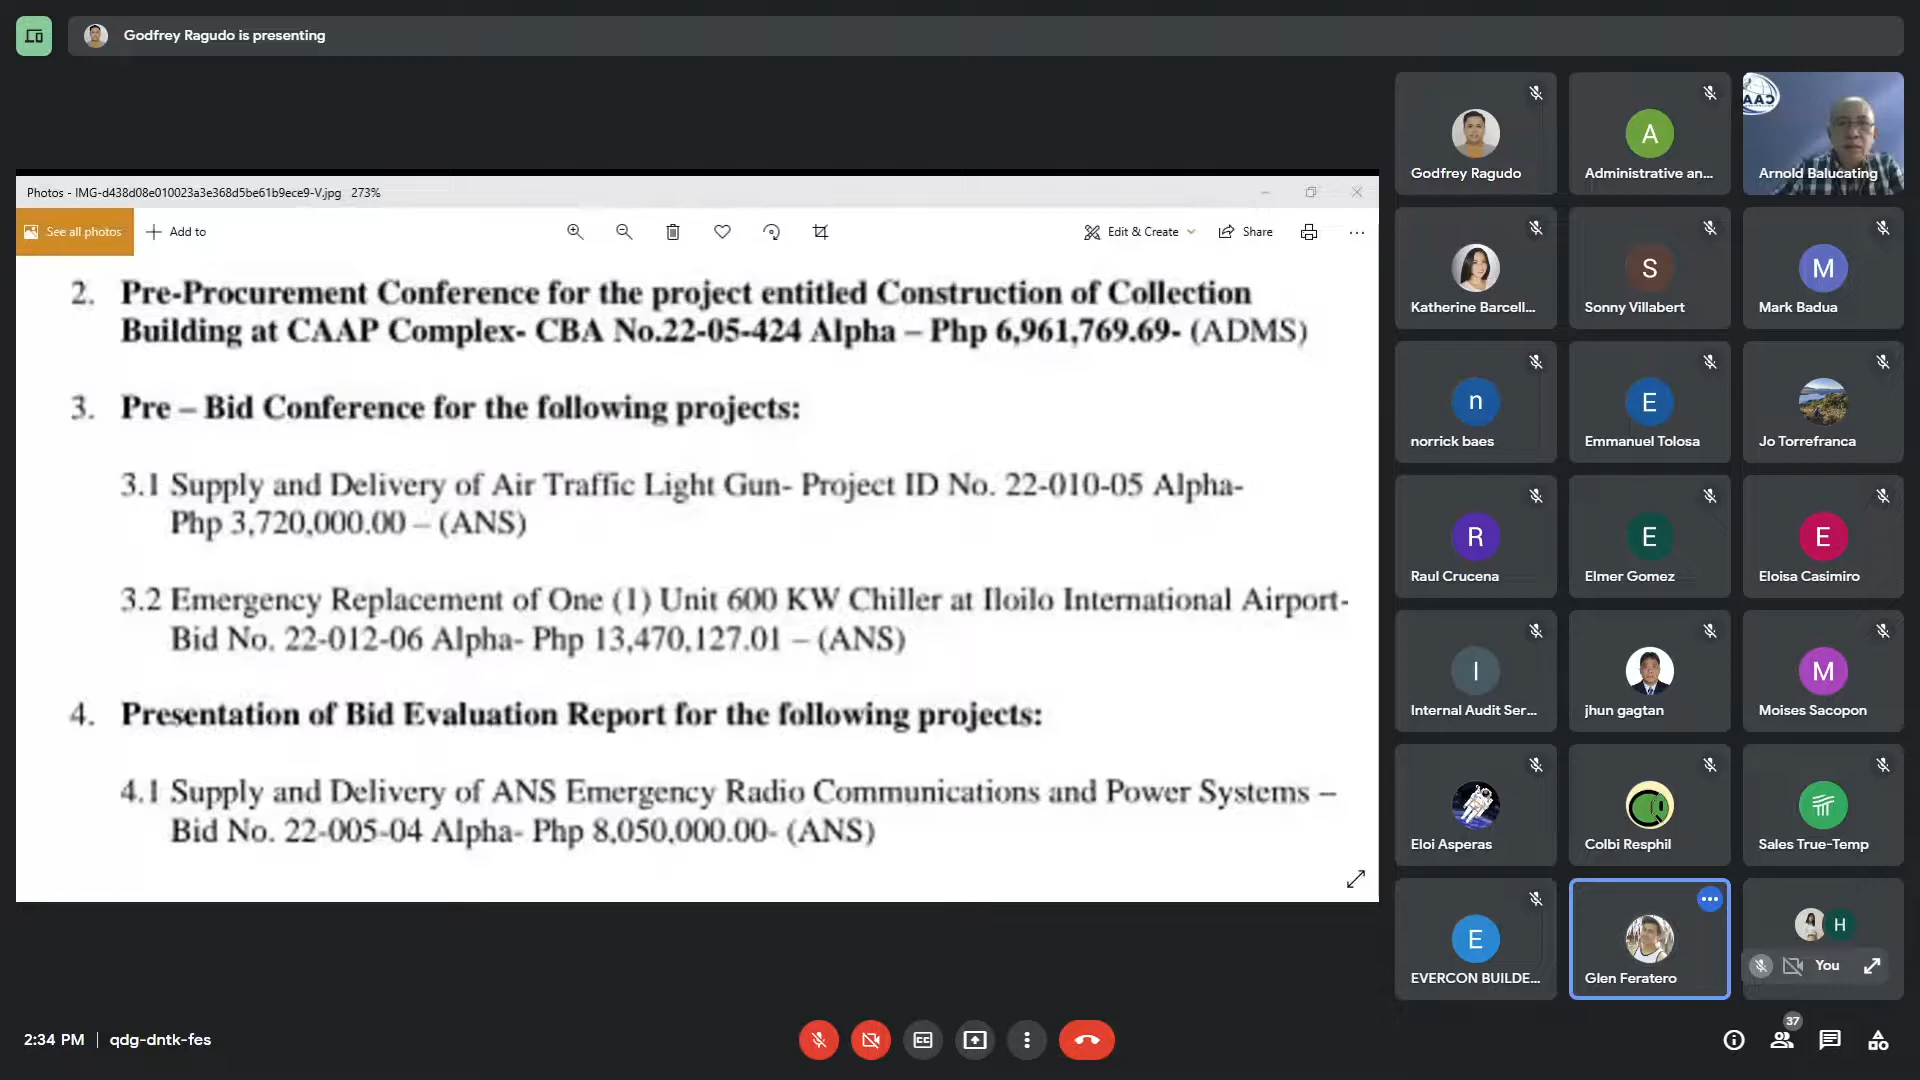 Godfrey Ragudo is presenting
Photos - IMG-d438d08e010023a3e368d5be61b9ece9-V.jpg 273%
See all photos
Add to
Edit & Create
Share
2. Pre-Procurement Conference for the project entitled Construction of Collection
Building at CAAP Complex- CBA No.22-05-424 Alpha – Php 6,961,769.69- (ADMS)
3. Pre – Bid Conference for the following projects:
3.1 Supply and Delivery of Air Traffic Light Gun- Project ID No. 22-010-05 Alpha-
Php 3,720,000.00 – (ANS)
3.2 Emergency Replacement of One (1) Unit 600 KW Chiller at Iloilo International Airport-
Bid No. 22-012-06 Alpha- Php 13,470,127.01 – (ANS)
4. Presentation of Bid Evaluation Report for the following projects:
4.1 Supply and Delivery of ANS Emergency Radio Communications and Power Systems –
Bid No. 22-005-04 Alpha- Php 8,050,000.00- (ANS)
Godfrey Ragudo
A
Administrative an...
CAAP
Arnold Balucating
Katherine Barcell...
S
Sonny Villabert
M
Mark Badua
n
norrick baes
E
Emmanuel Tolosa
Jo Torrefranca
R
Raul Crucena
E
Elmer Gomez
E
Eloisa Casimiro
I
Internal Audit Ser...
jhun gagtan
M
Moises Sacopon
Eloi Asperas
Colbi Resphil
Sales True-Temp
E
EVERCON BUILDE...
Glen Feratero
H
You
2:34 PM | qdg-dntk-fes
37